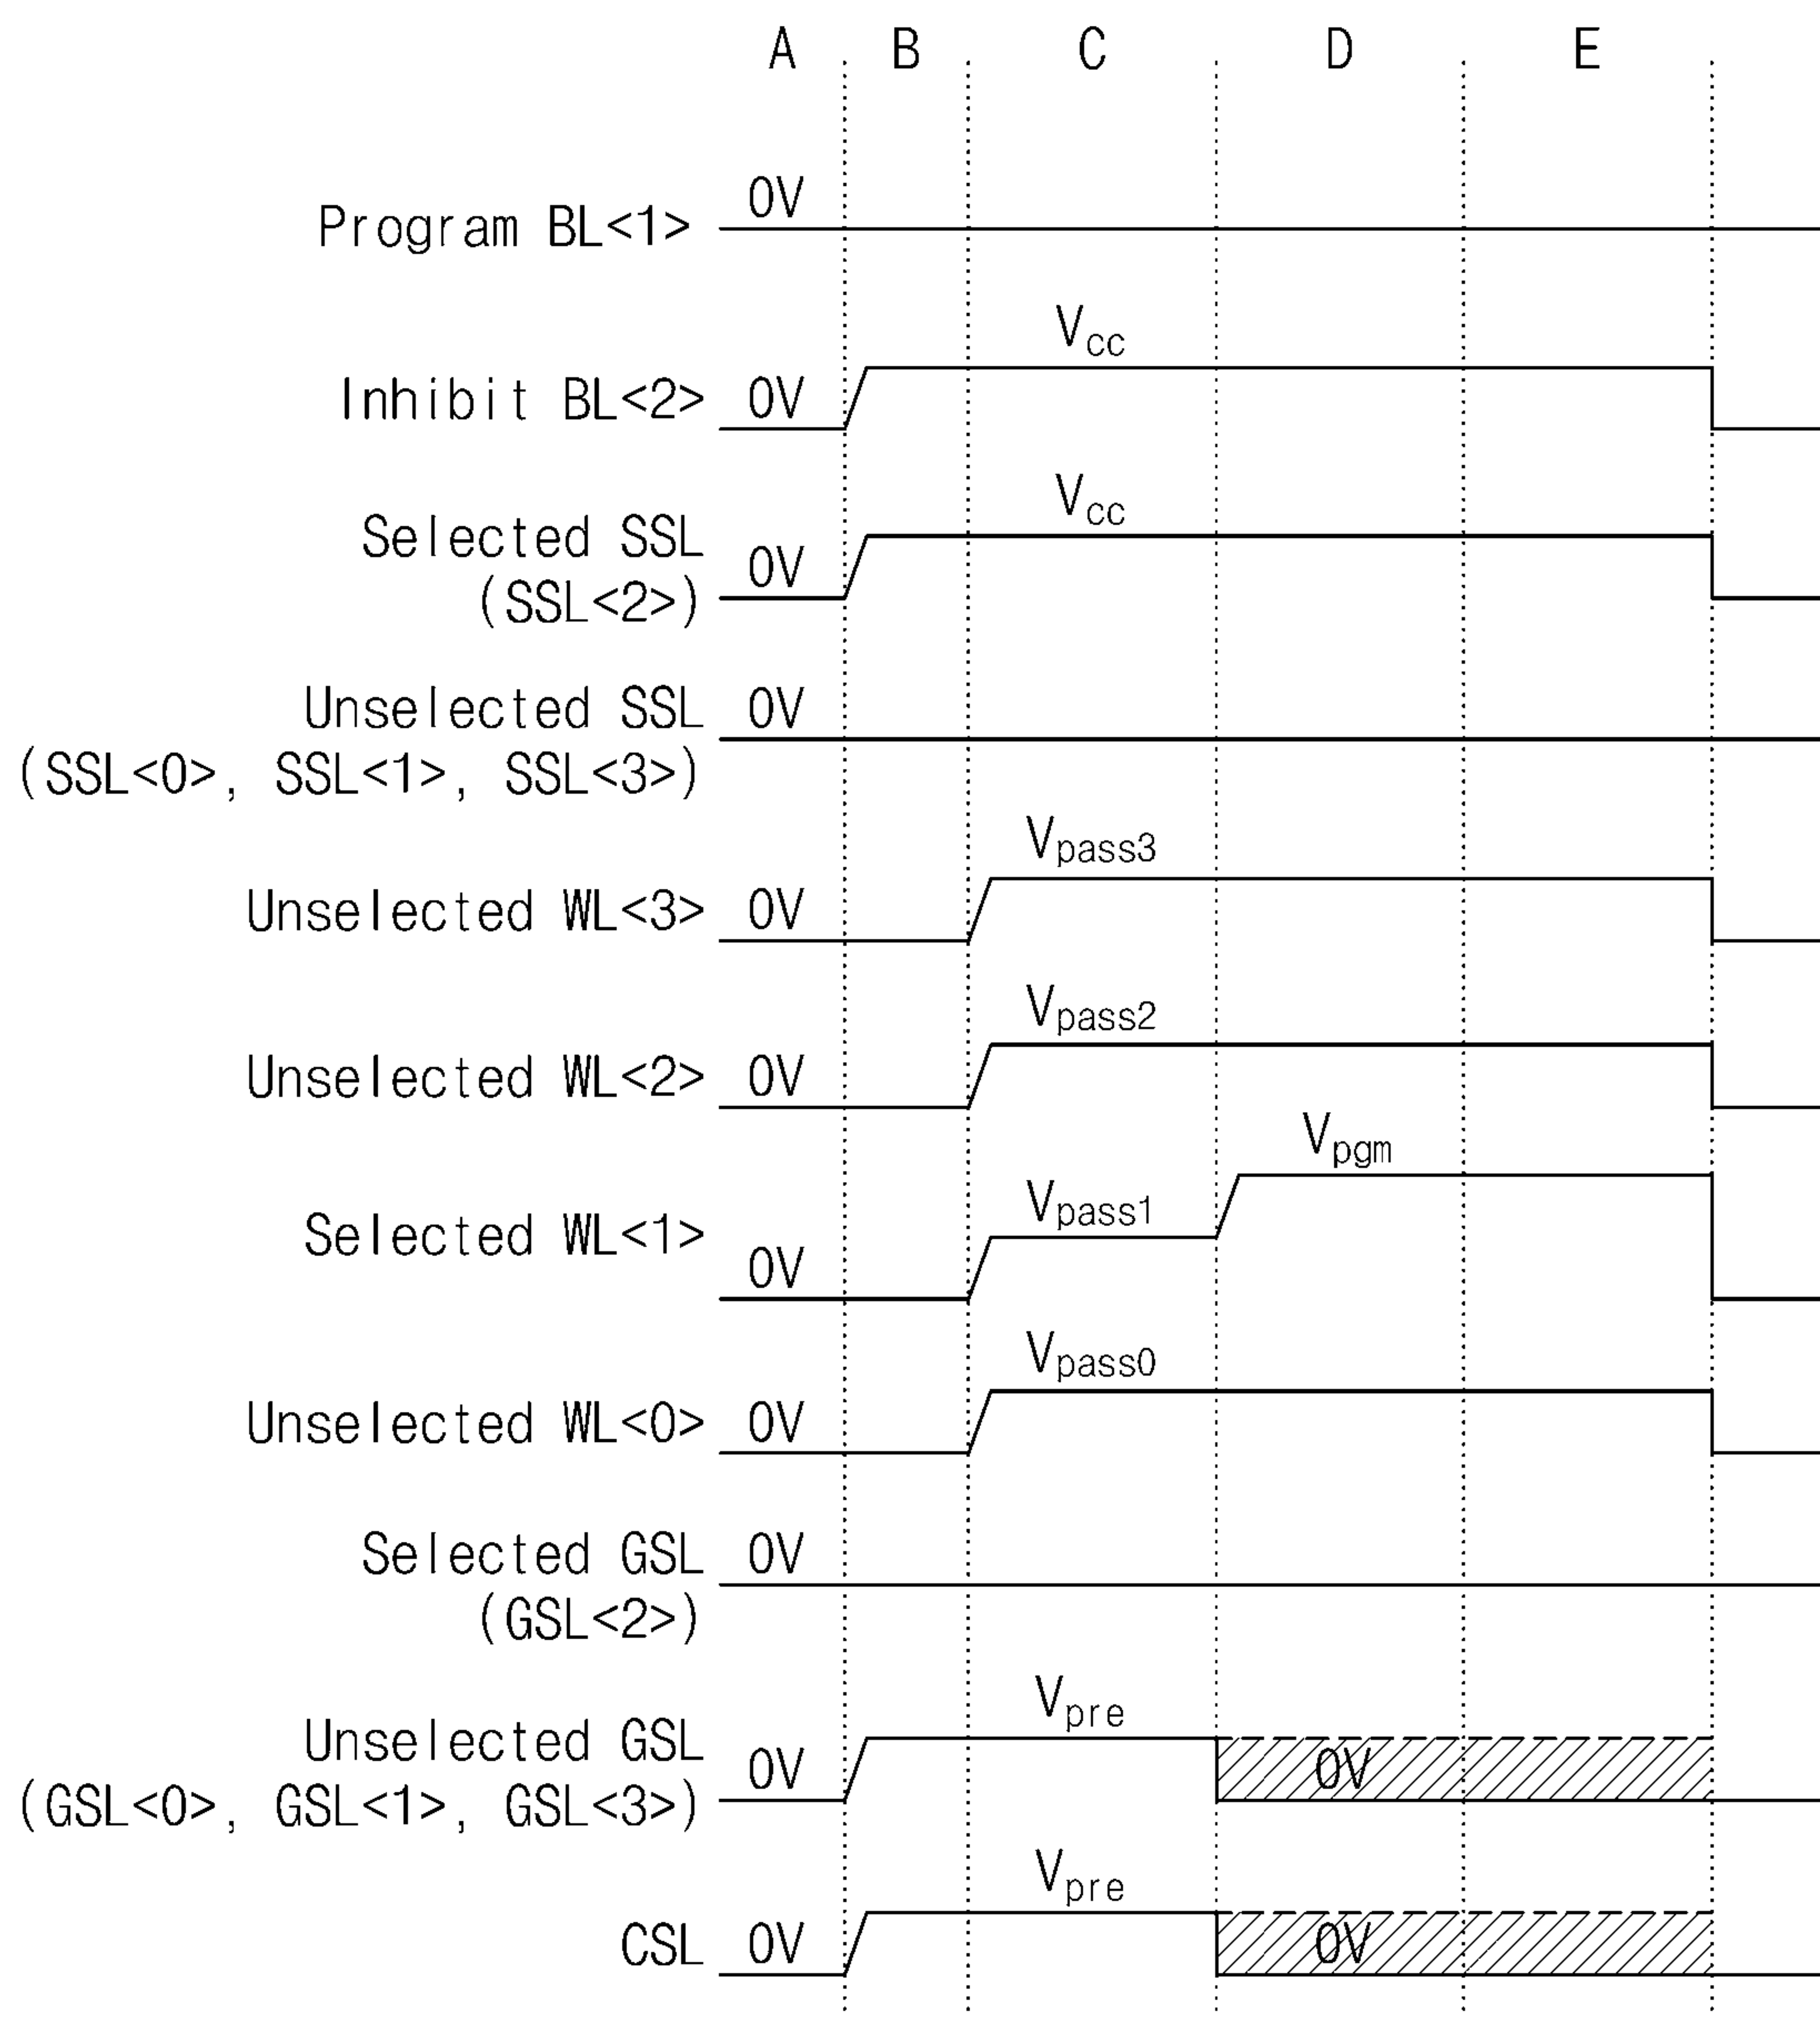 A B C D E
0V
Program BL<1>
Vcc
Inhibit BL<2> 0V
Vcc
Selected SSL
(SSL<2>)
0V
Unselected SSL
(SSL<0>, SSL<1>, SSL<3>)
0V
Vpass3
Unselected WL<3> 0V
Vpass2
Unselected WL<2> 0V
Vpgm
Vpass1
Selected WL<1>
0V
Vpass0
Unselected WL<0> 0V
Selected GSL
(GSL<2>)
0V
Vpre
Unselected GSL
(GSL<0>, GSL<1>, GSL<3>)
0V
0V
Vpre
CSL 0V 0V